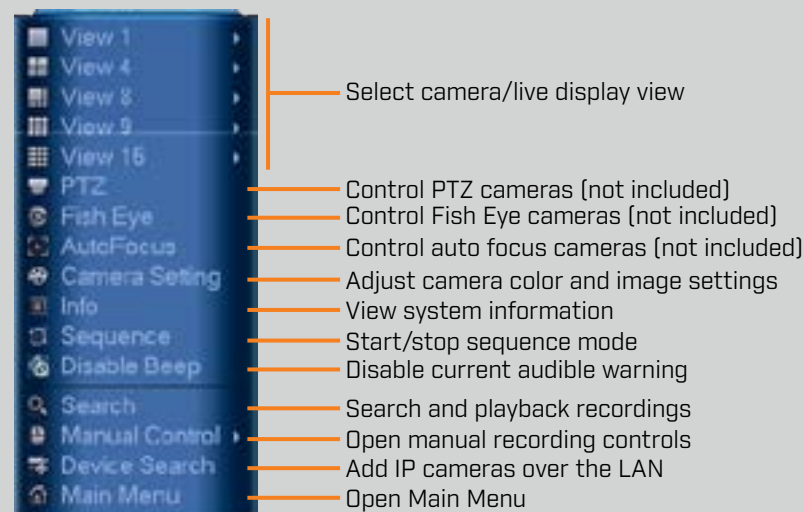 View 1
View 4
View 8
View 9
View 16
Select camera/live display view
PTZ
Control PTZ cameras (not included)
Fish Eye
Control Fish Eye cameras (not included)
AutoFocus
Control auto focus cameras (not included)
Camera Setting
Adjust camera color and image settings
Info
View system information
Sequence
Start/stop sequence mode
Disable Beep
Disable current audible warning
Search
Search and playback recordings
Manual Control
Open manual recording controls
Device Search
Add IP cameras over the LAN
Main Menu
Open Main Menu